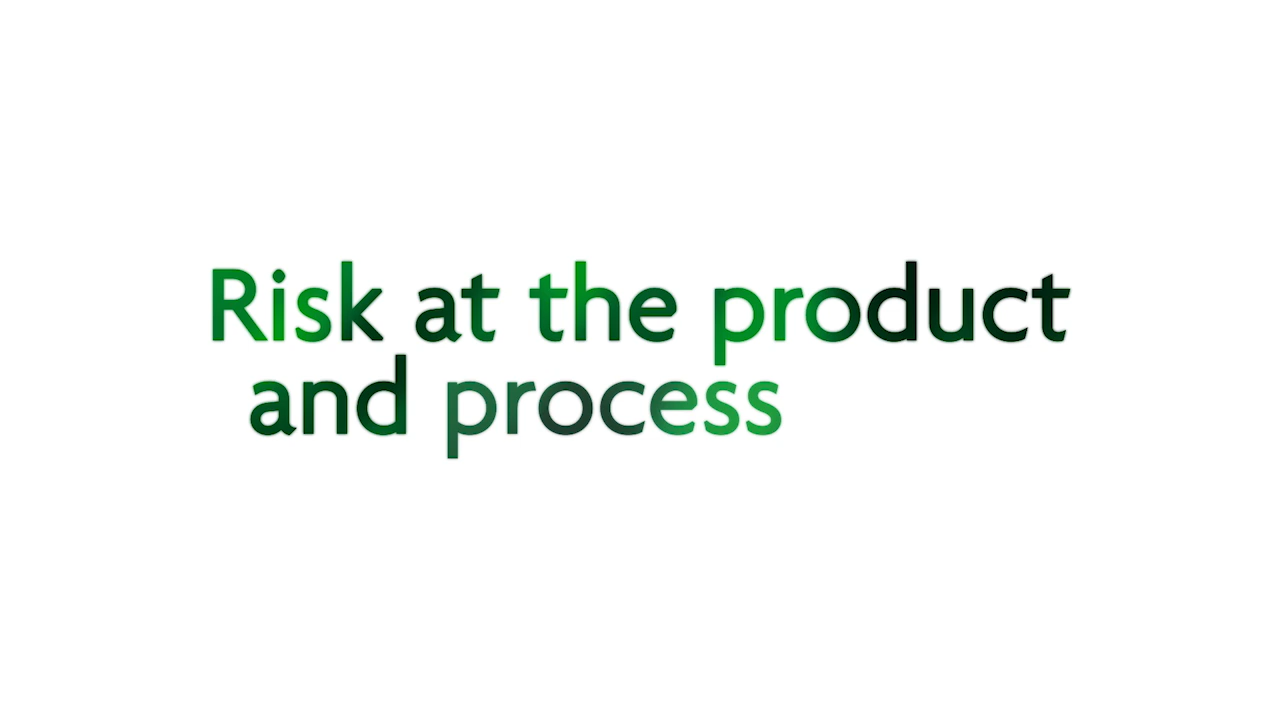 Risk at the product
and process